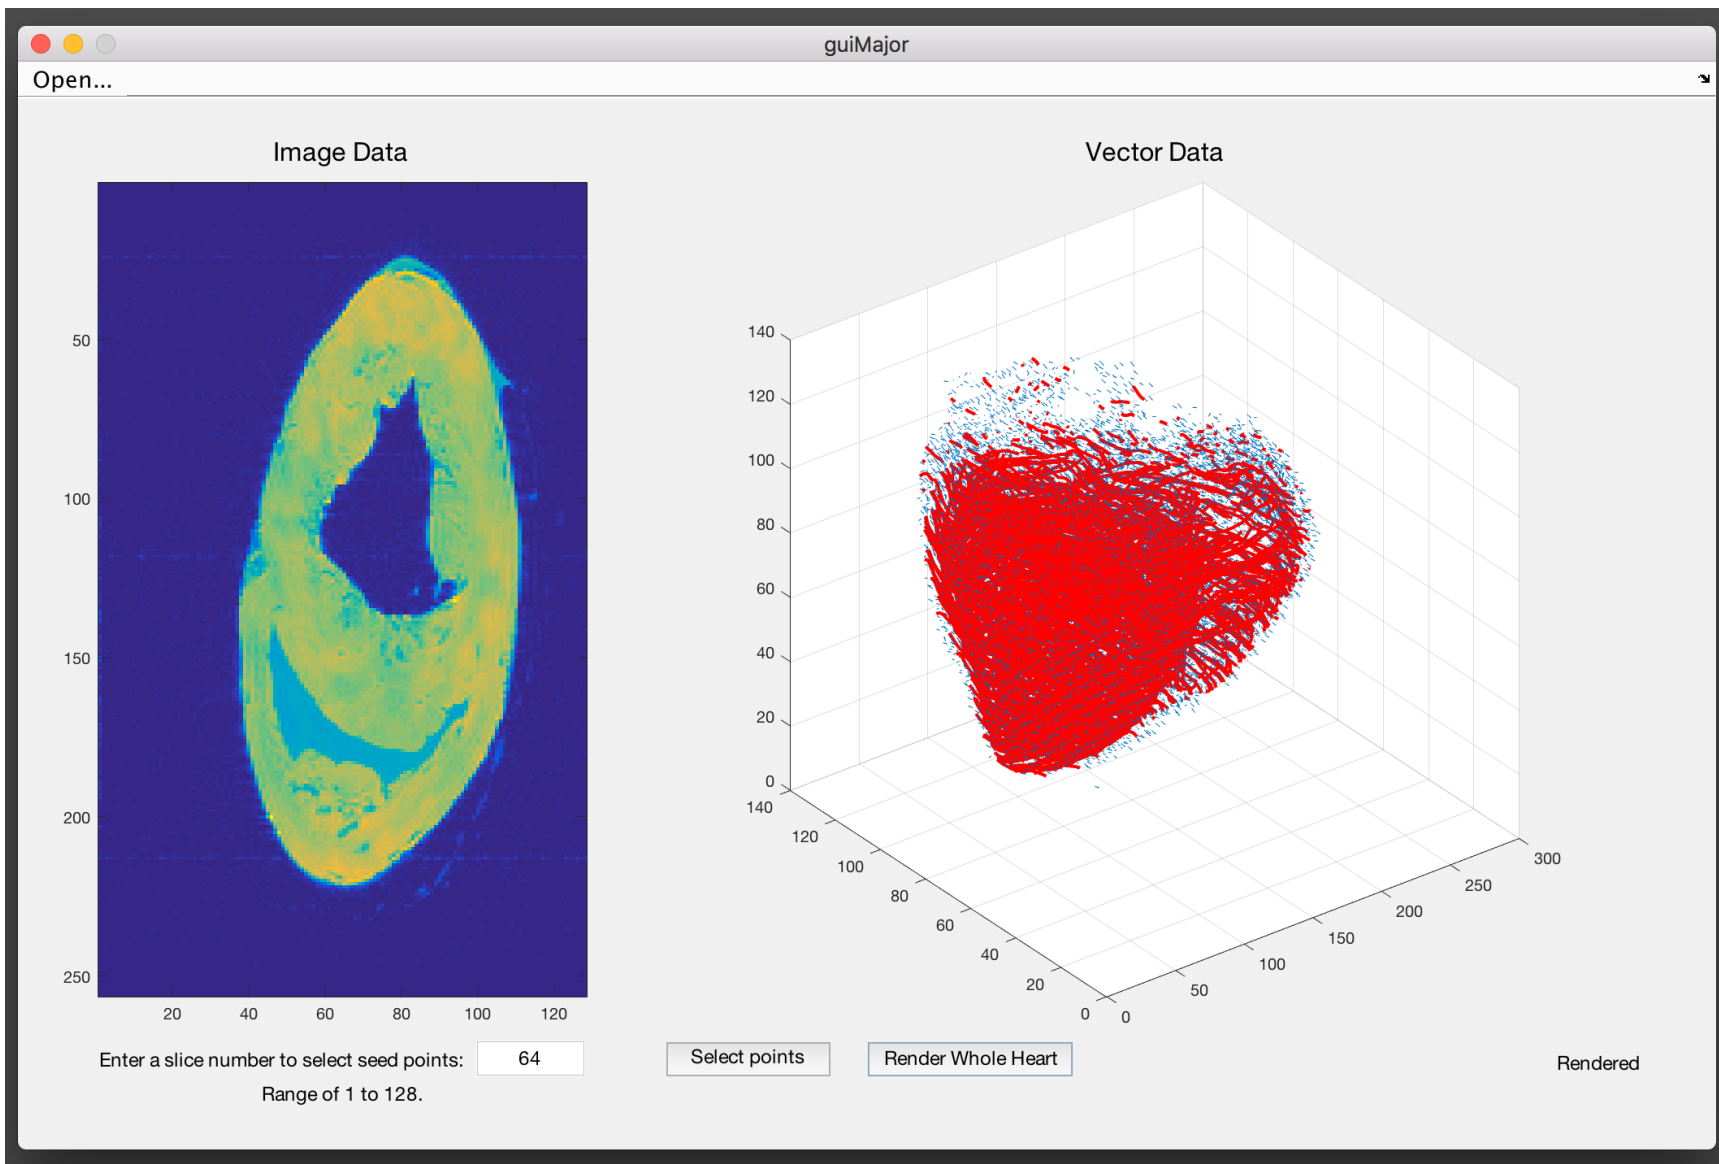 guiMajor
Open...
Image Data
50
100
150
200
250
20 40 60 80 100 120
Vector Data
140
120
100
80
60
40
20
0
140
120
100
80
60
40
20
0
0
50
100
150
200
250
300
Enter a slice number to select seed points: 64
Range of 1 to 128.
Select points
Render Whole Heart
Rendered